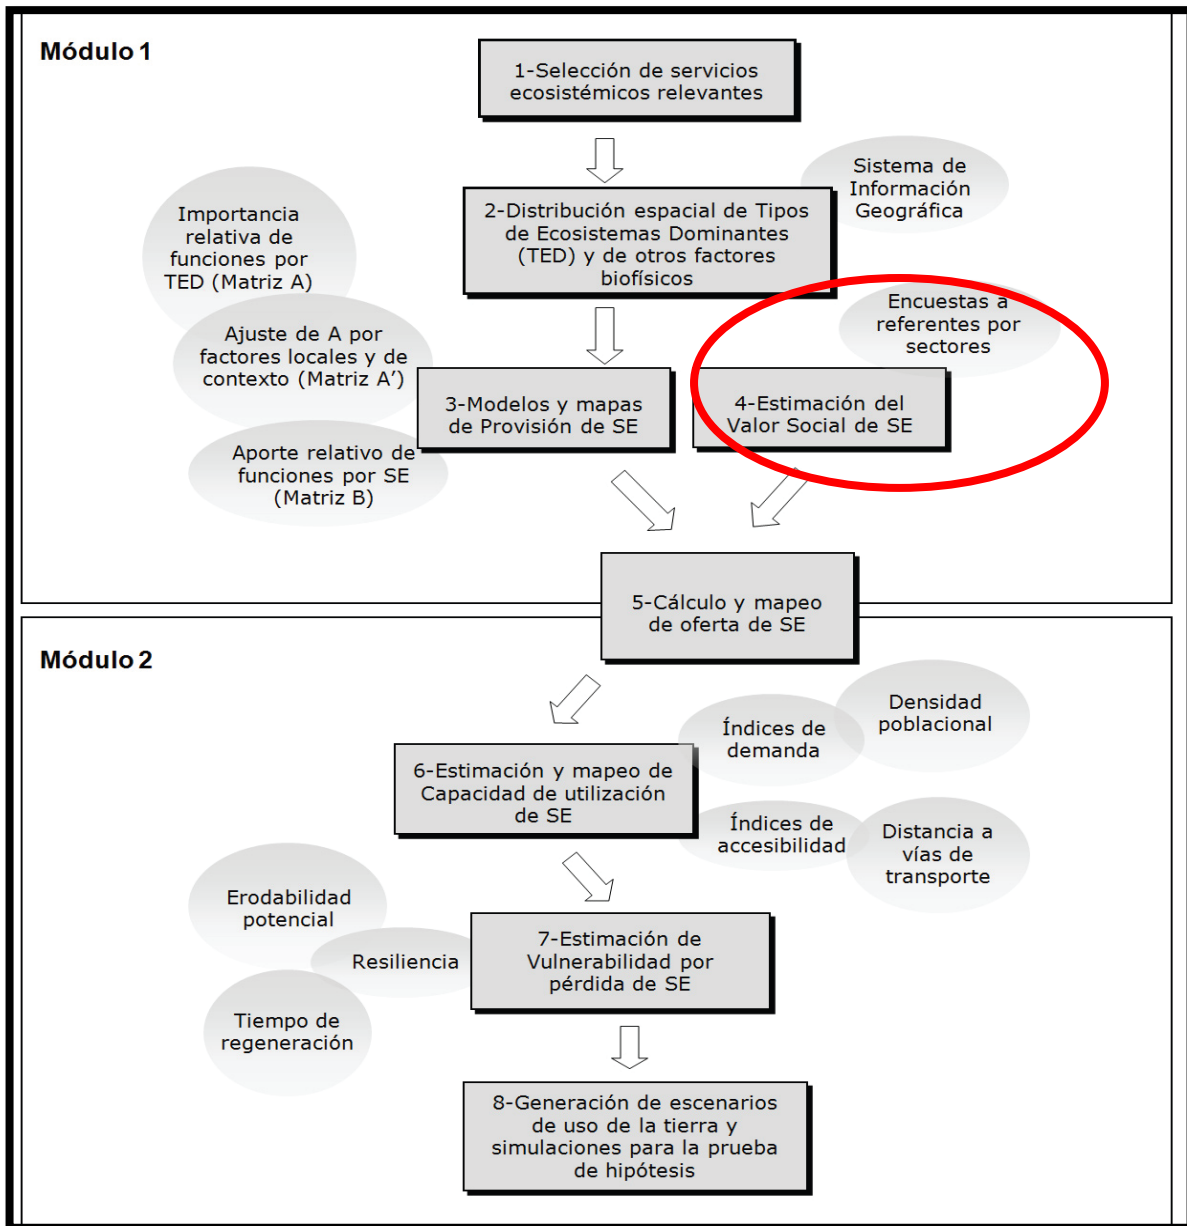 Módulo 1
1-Selección de servicios
ecosistémicos relevantes
Sistema de
Información
Geográfica
Importancia
relativa de
funciones por
TED (Matriz A)
2-Distribución espacial de Tipos
de Ecosistemas Dominantes
(TED) y de otros factores
biofísicos
Encuestas a
referentes por
sectores
Ajuste de A por
factores locales y de
contexto (Matriz A’)
3-Modelos y mapas
de Provisión de SE
4-Estimación del
Valor Social de SE
Aporte relativo de
funciones por SE
(Matriz B)
5-Cálculo y mapeo
de oferta de SE
Módulo 2
Densidad
poblacional
Índices de
demanda
6-Estimación y mapeo de
Capacidad de utilización
de SE
Índices de
accesibilidad
Distancia a
vías de
transporte
Erodabilidad
potencial
Resiliencia
7-Estimación de
Vulnerabilidad por
pérdida de SE
Tiempo de
regeneración
8-Generación de escenarios
de uso de la tierra y
simulaciones para la prueba
de hipótesis